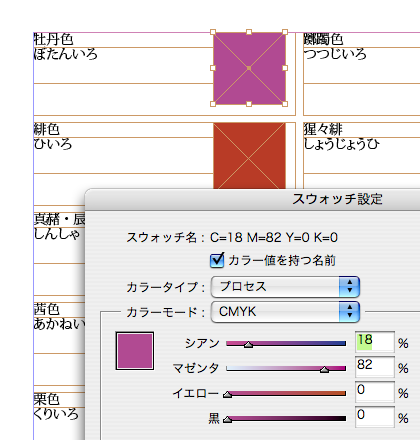 牡丹色
ぼたんいろ
躑躅色
つつじいろ
緋色
ひいろ
猩々緋
しょうじょうひ
真赭・辰
しんしゃ
茜色
あかねい
栗色
くりいろ
スウォッチ設定
スウォッチ名 : C=18 M=82 Y=0 K=0
カラー値を持つ名前
カラータイプ : プロセス
カラーモード : CMYK
シアン 18 %
マゼンタ 82 %
イエロー 0 %
黒 0 %